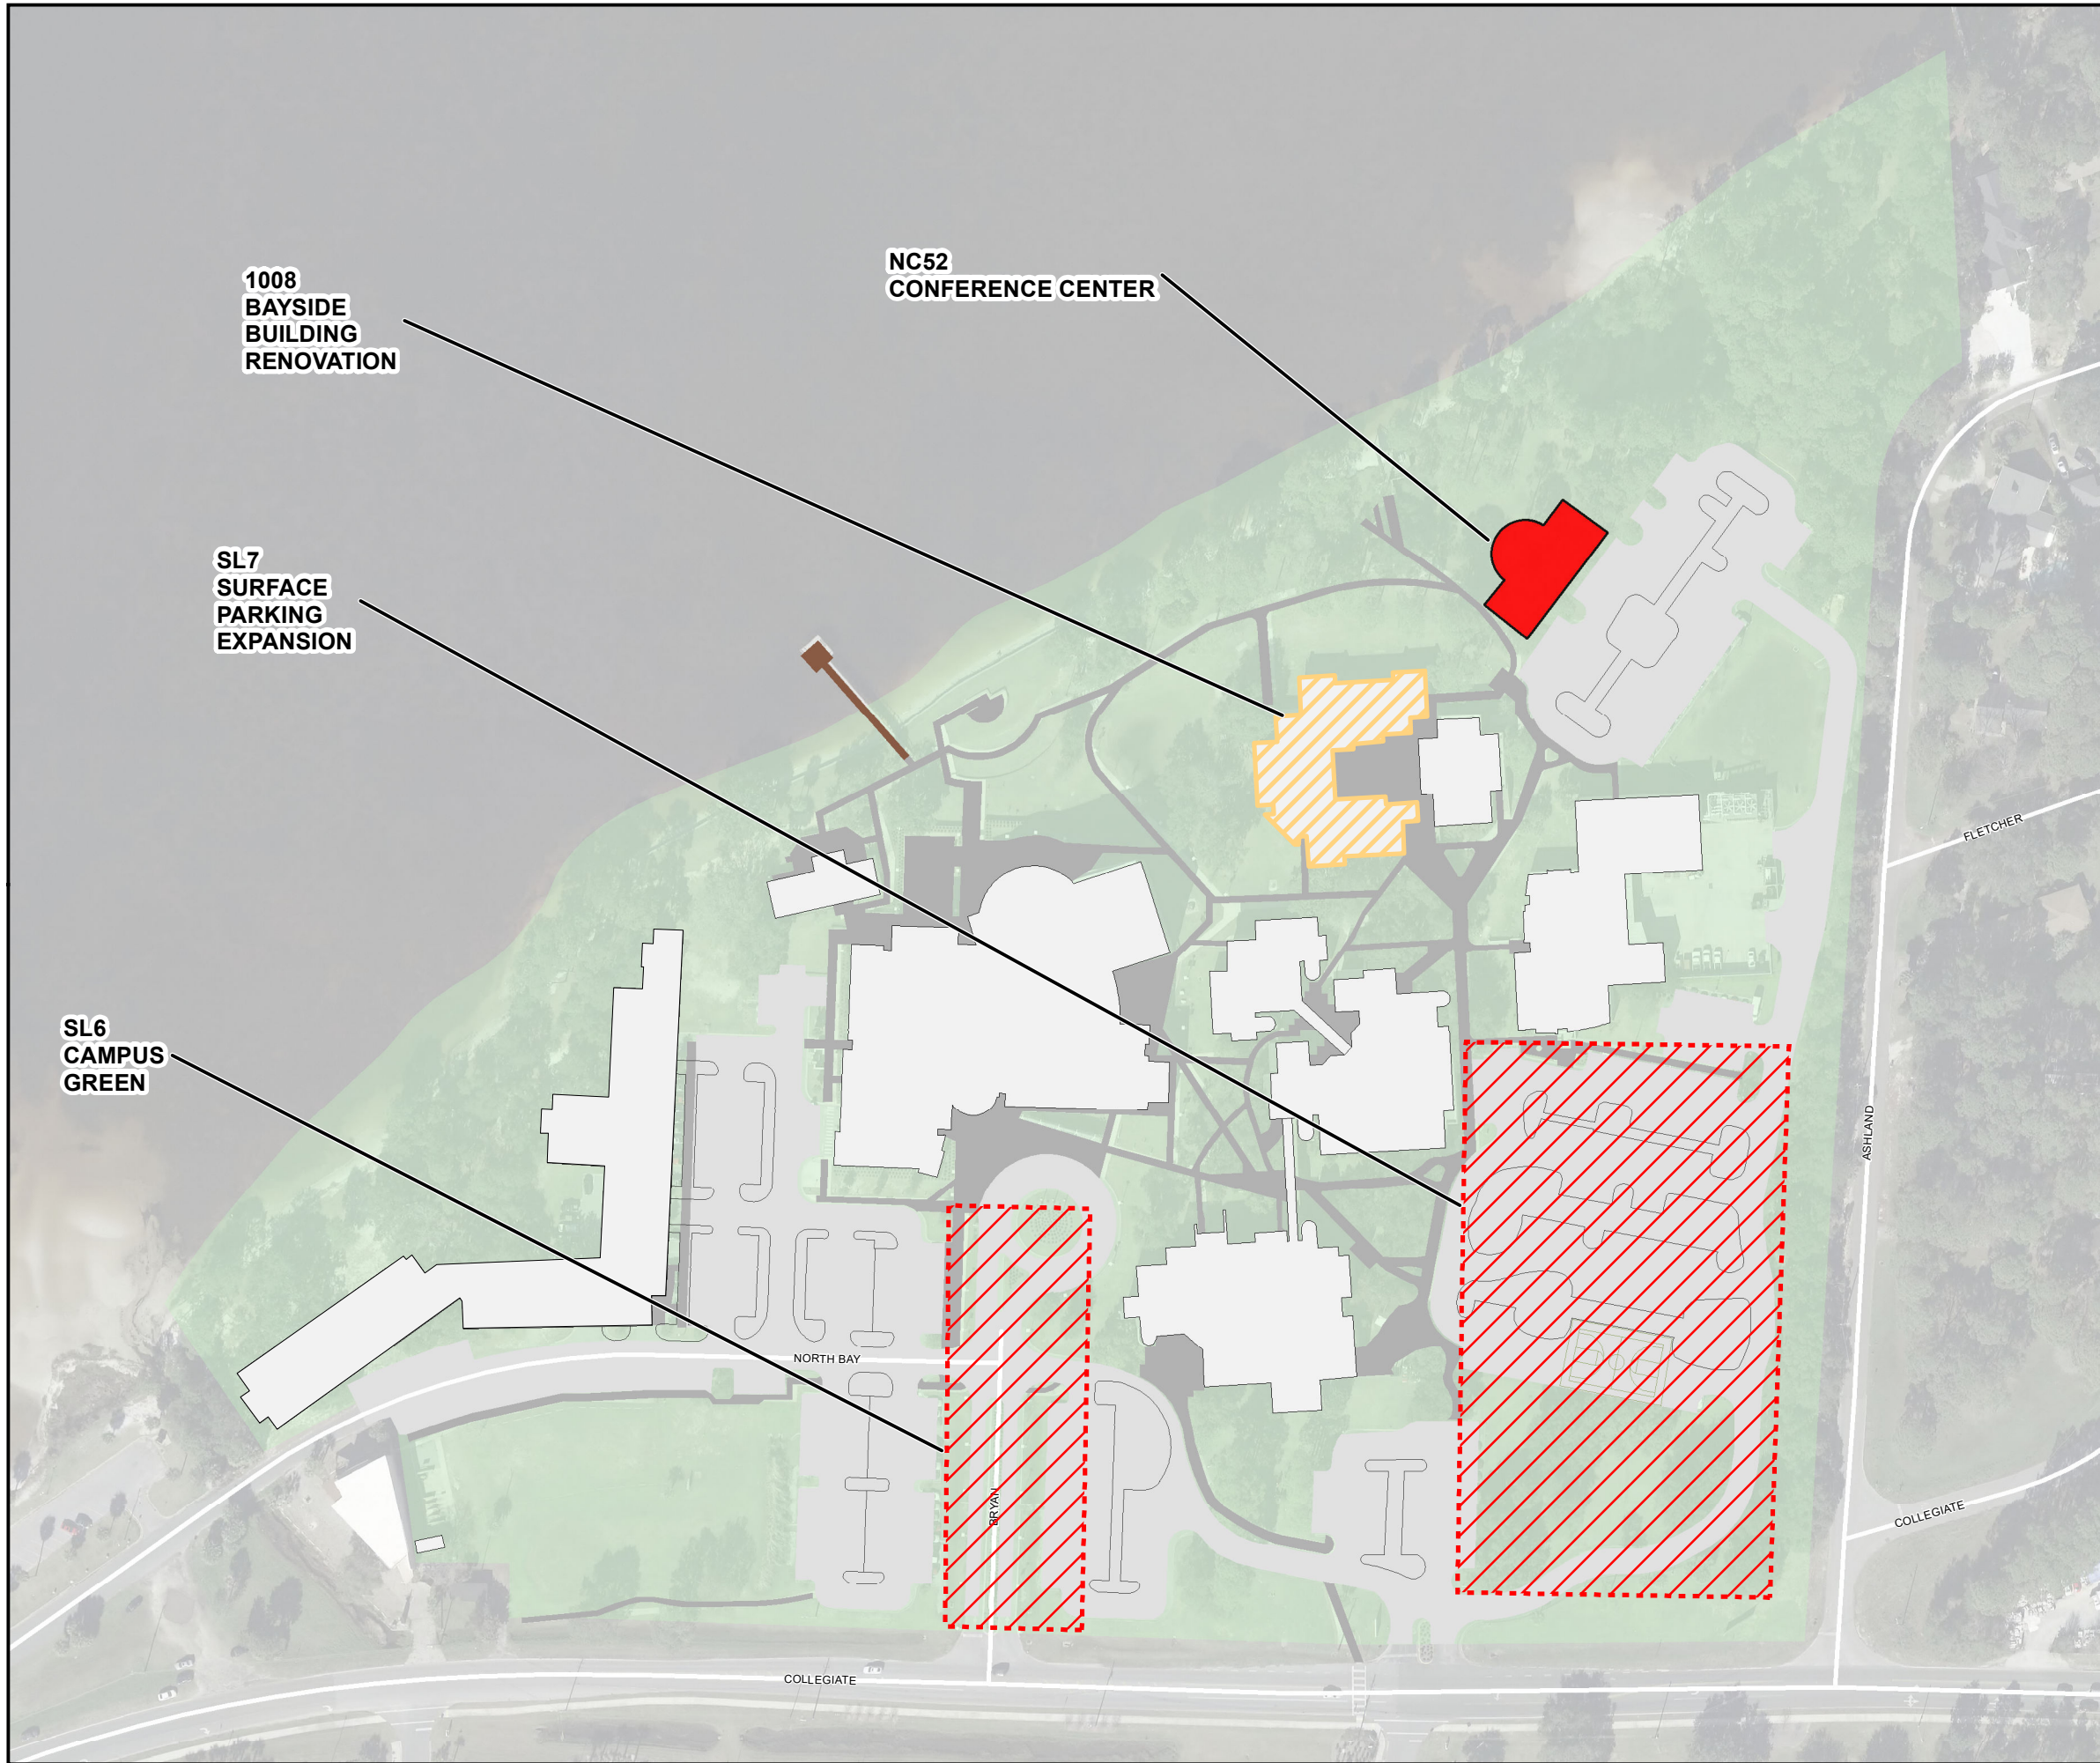 NC52
CONFERENCE CENTER
1008
BAYSIDE
BUILDING
RENOVATION
SL7
SURFACE
PARKING
EXPANSION
FLETCHER
SL6
CAMPUS
GREEN
ASHLAND
NORTH BAY
BRYAN
COLLEGIATE
COLLEGIATE